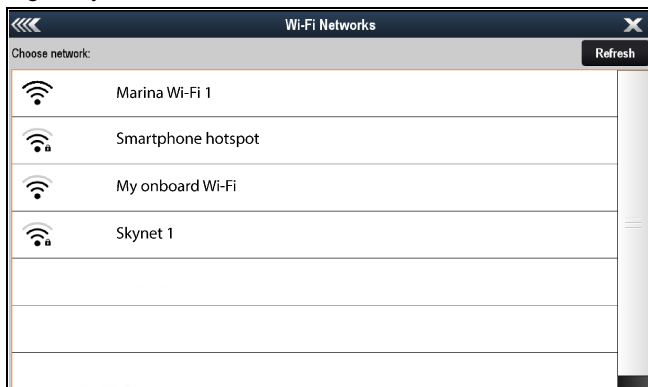 Wi-Fi Networks
Choose network:
Refresh
Marina Wi-Fi 1
Smartphone hotspot
My onboard Wi-Fi
Skynet 1